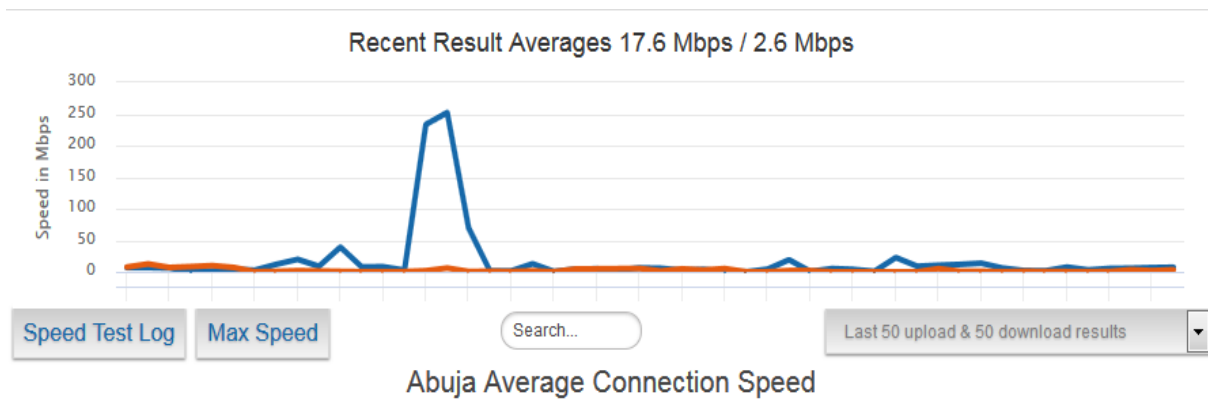 Recent Result Averages 17.6 Mbps / 2.6 Mbps
Speed in Mbps
300
250
200
150
100
50
0
Speed Test Log
Max Speed
Search...
Last 50 upload & 50 download results
Abuja Average Connection Speed